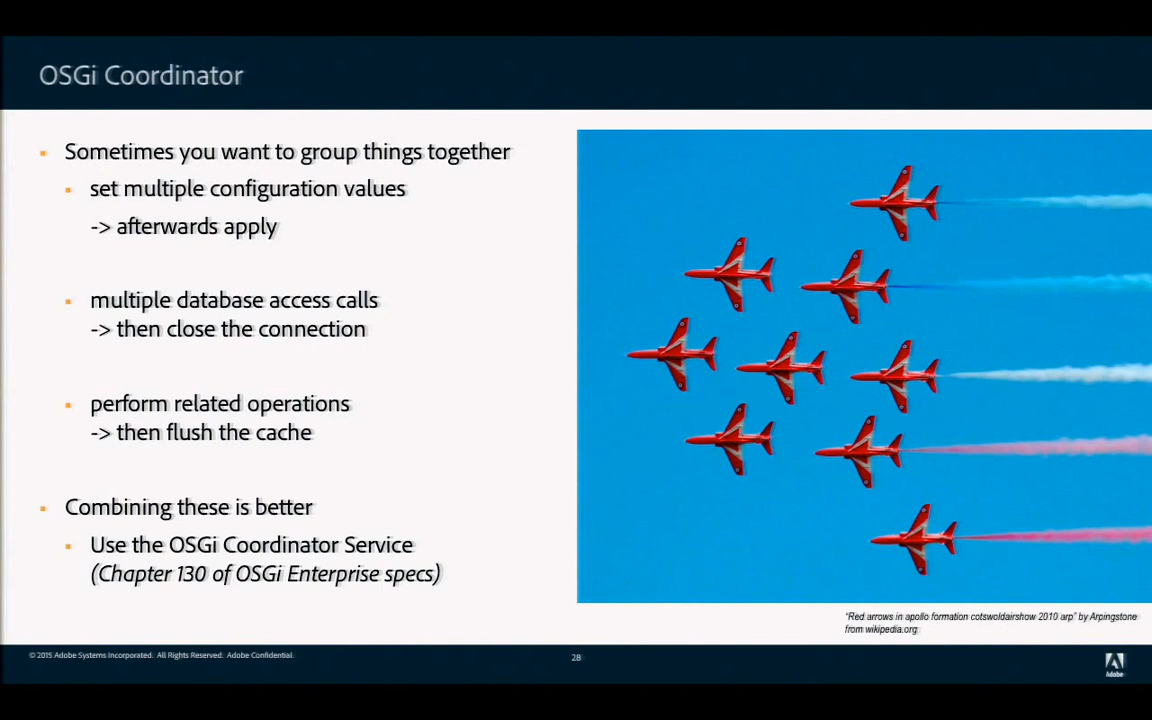 OSGi Coordinator
Sometimes you want to group things together
set multiple configuration values
-> afterwards apply
multiple database access calls
-> then close the connection
perform related operations
-> then flush the cache
Combining these is better
Use the OSGi Coordinator Service
(Chapter 130 of OSGi Enterprise specs)
"Red arrows in apollo formation cotswoldairshow 2010 arp" by Arpingstone
from wikipedia.org
© 2015 Adobe Systems Incorporated. All Rights Reserved. Adobe Confidential.
28
Adobe